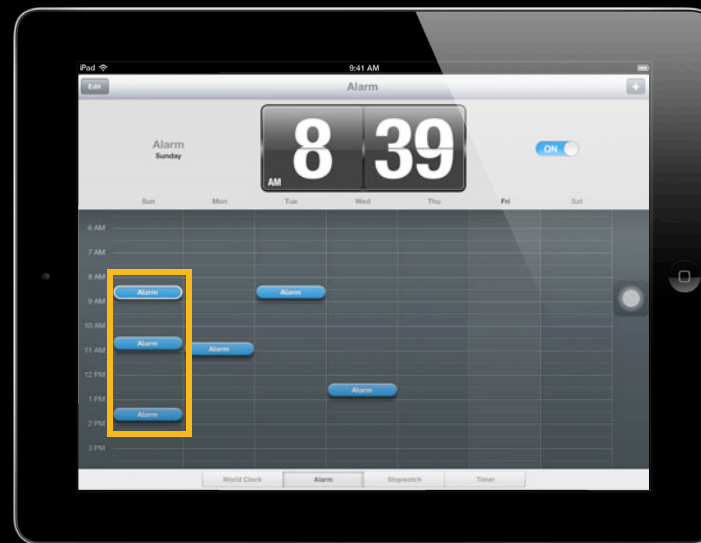 iPad 9:41 AM
Edit Alarm +
Alarm
Sunday
AM 8 39
ON
Sun Mon Tue Wed Thu Fri Sat
6 AM
7 AM
8 AM
Alarm Alarm
9 AM
10 AM
Alarm Alarm
11 AM
12 PM
Alarm
1 PM
Alarm
2 PM
3 PM
World Clock Alarm Stopwatch Timer